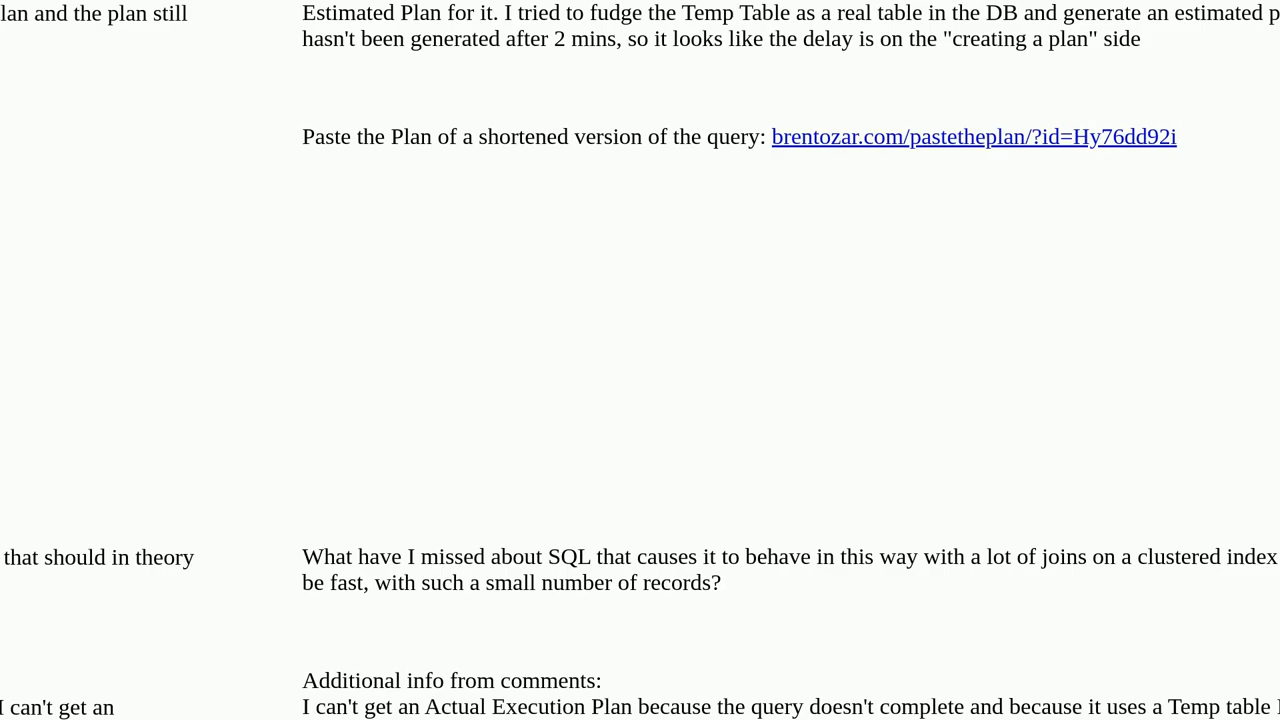 lan and the plan still
Estimated Plan for it. I tried to fudge the Temp Table as a real table in the DB and generate an estimated p
hasn't been generated after 2 mins, so it looks like the delay is on the "creating a plan" side
Paste the Plan of a shortened version of the query: brentozar.com/pastetheplan/?id=Hy76dd92i
that should in theory
What have I missed about SQL that causes it to behave in this way with a lot of joins on a clustered index
be fast, with such a small number of records?
Additional info from comments:
I can't get an
I can't get an Actual Execution Plan because the query doesn't complete and because it uses a Temp table I